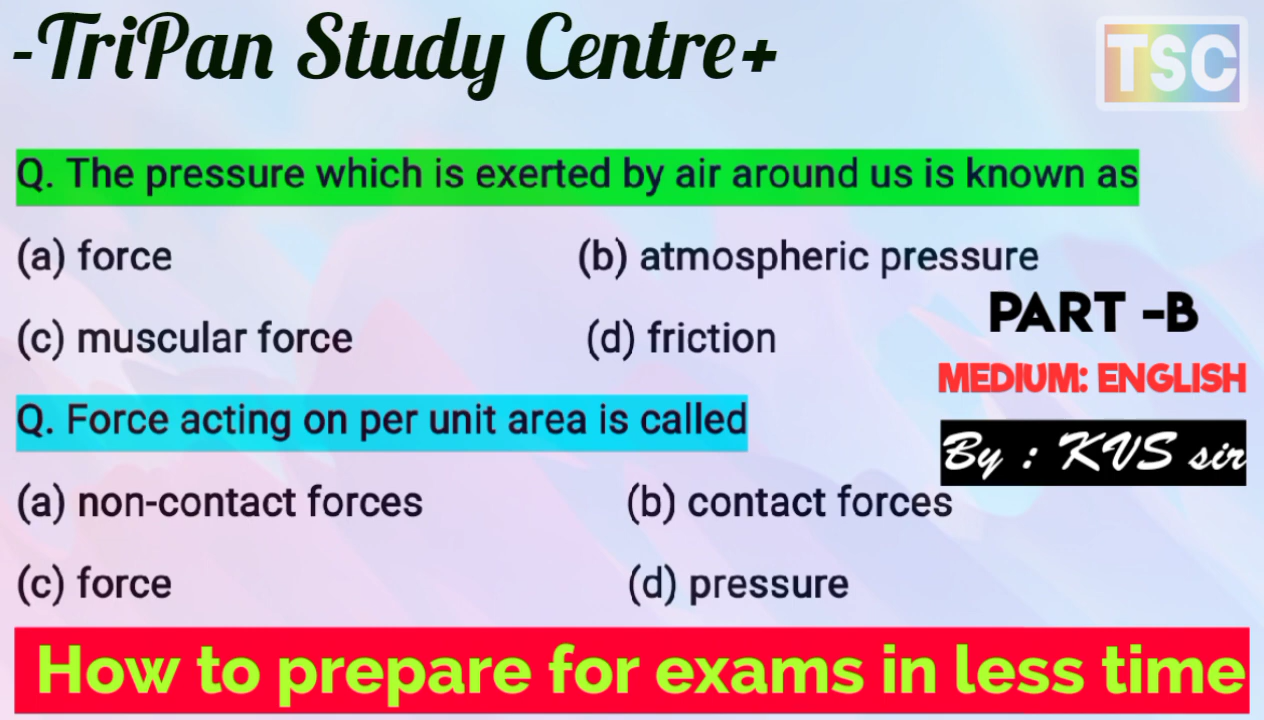 -TriPan Study Centre+
TSC
Q. The pressure which is exerted by air around us is known as
(a) force
(b) atmospheric pressure
(c) muscular force
(d) friction
PART -B
MEDIUM: ENGLISH
By : KVS sir
Q. Force acting on per unit area is called
(a) non-contact forces
(b) contact forces
(c) force
(d) pressure
How to prepare for exams in less time